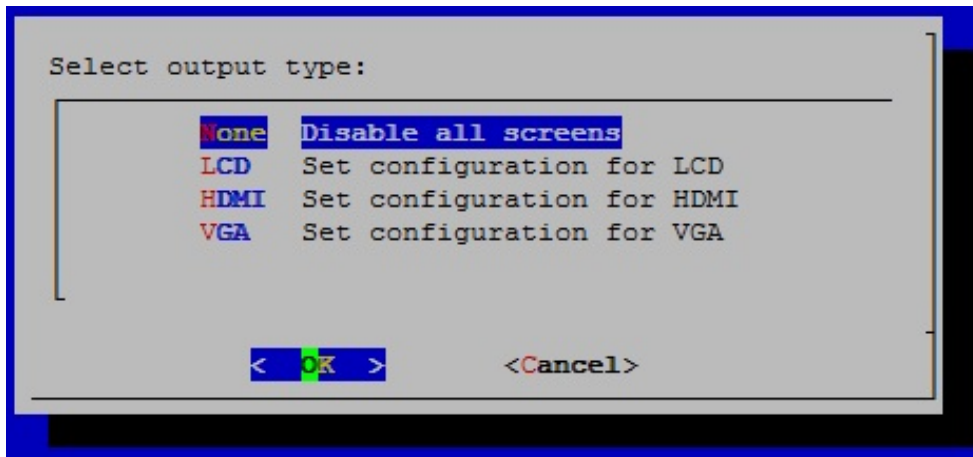 Select output type:
None Disable all screens
LCD Set configuration for LCD
HDMI Set configuration for HDMI
VGA Set configuration for VGA
< OK > <Cancel>